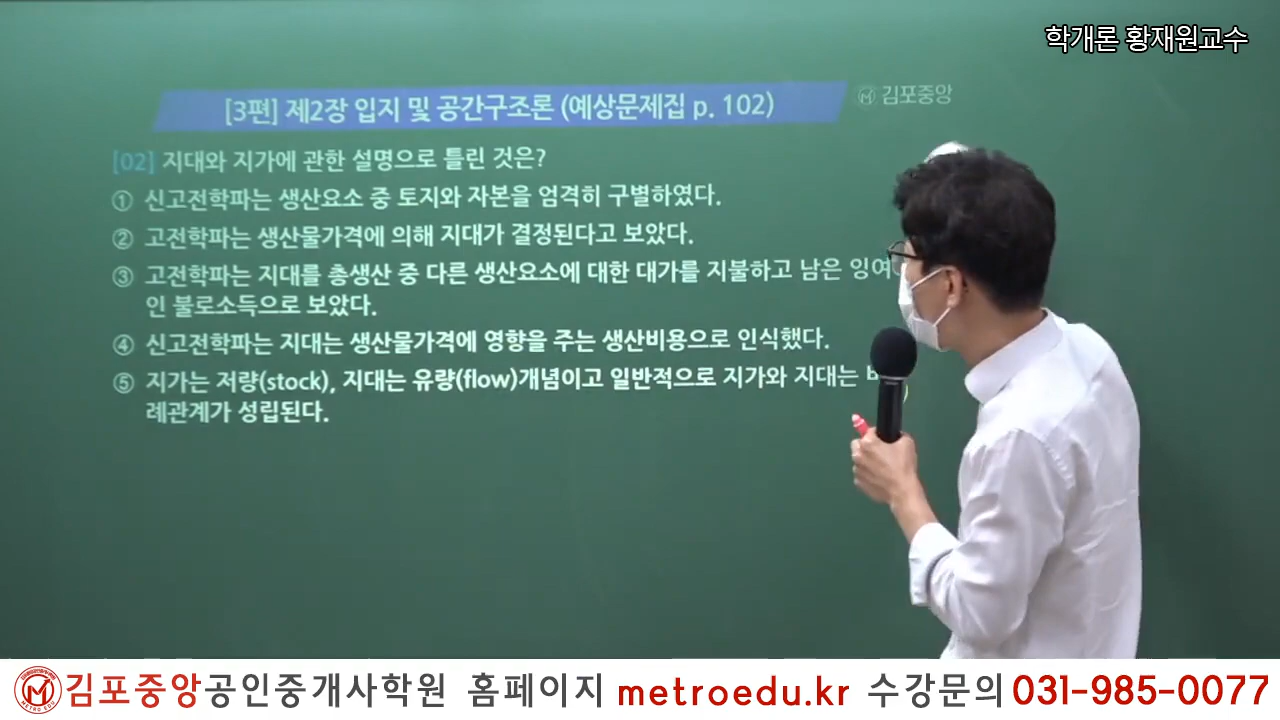 학개론 황재원교수
[3편] 제2장 입지 및 공간구조론 (예상문제집 p. 102)
김포중앙
[02] 지대와 지가에 관한 설명으로 틀린 것은?
① 신고전학파는 생산요소 중 토지와 자본을 엄격히 구별하였다.
② 고전학파는 생산물가격에 의해 지대가 결정된다고 보았다.
③ 고전학파는 지대를 총생산 중 다른 생산요소에 대한 대가를 지불하고 남은 잉여
인 불로소득으로 보았다.
④ 신고전학파는 지대는 생산물가격에 영향을 주는 생산비용으로 인식했다.
⑤ 지가는 저량(stock), 지대는 유량(flow)개념이고 일반적으로 지가와 지대는
례관계가 성립된다.
김포중앙공인중개사학원 홈페이지 metroedu.kr 수강문의 031-985-0077